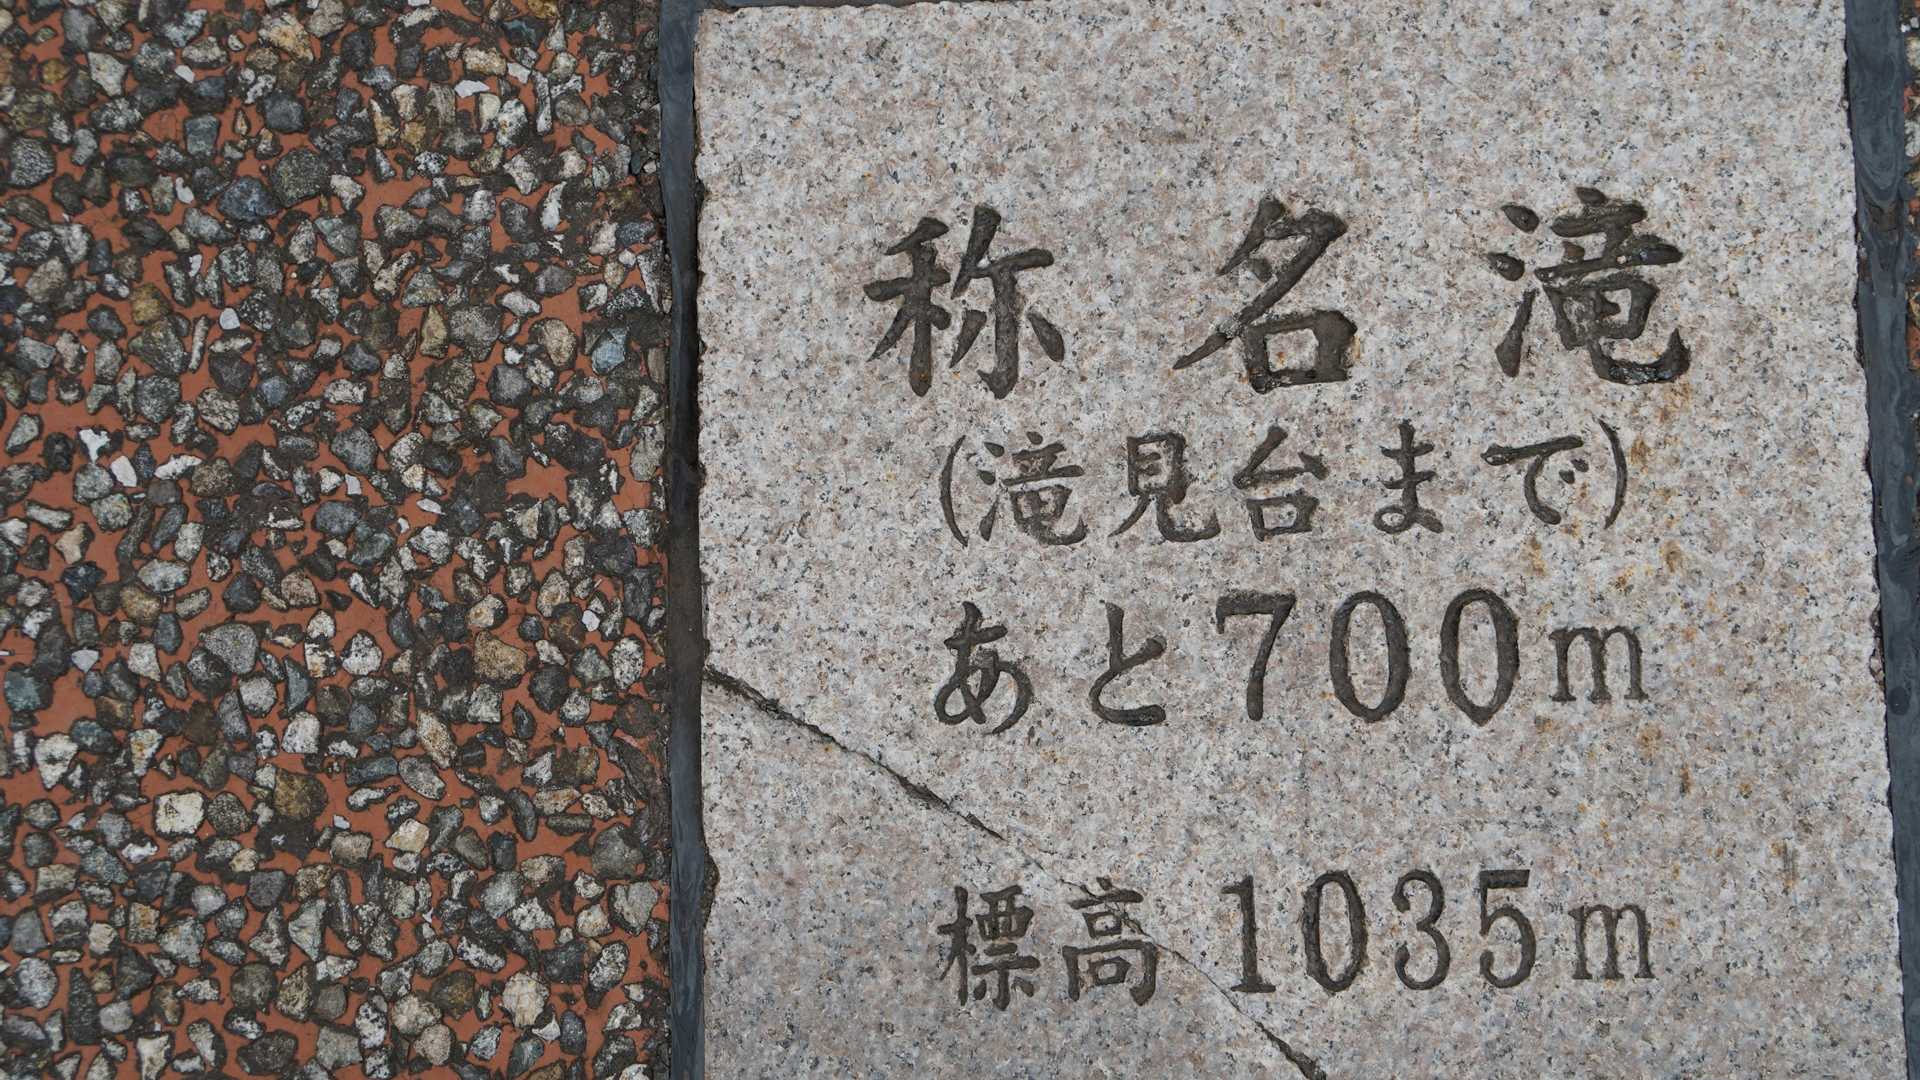 称名滝
(滝見台まで)
あと700m
標高1035m